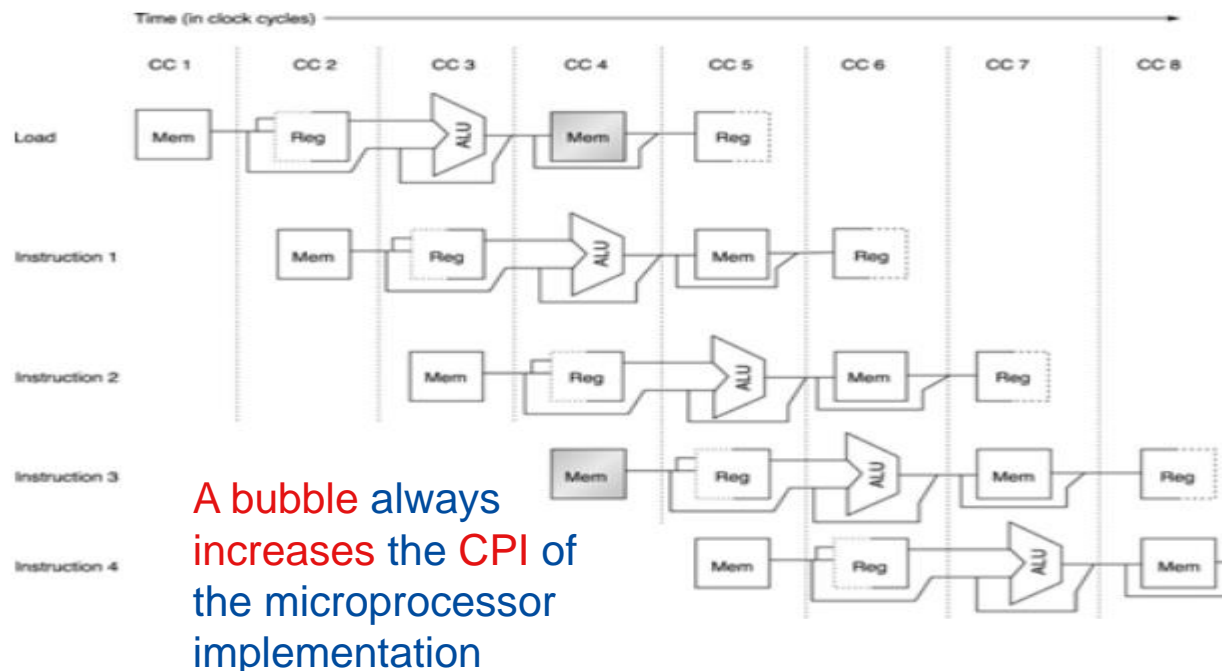 Time (in clock cycles)
CC 1 CC 2 CC 3 CC 4 CC 5 CC 6 CC 7 CC 8
Load Mem Reg ALU Mem Reg
Instruction 1 Mem Reg ALU Mem Reg
Instruction 2 Mem Reg ALU Mem Reg
Instruction 3 Mem Reg ALU Mem Reg
Instruction 4 Mem Reg ALU Mem
A bubble always
increases the CPI of
the microprocessor
implementation